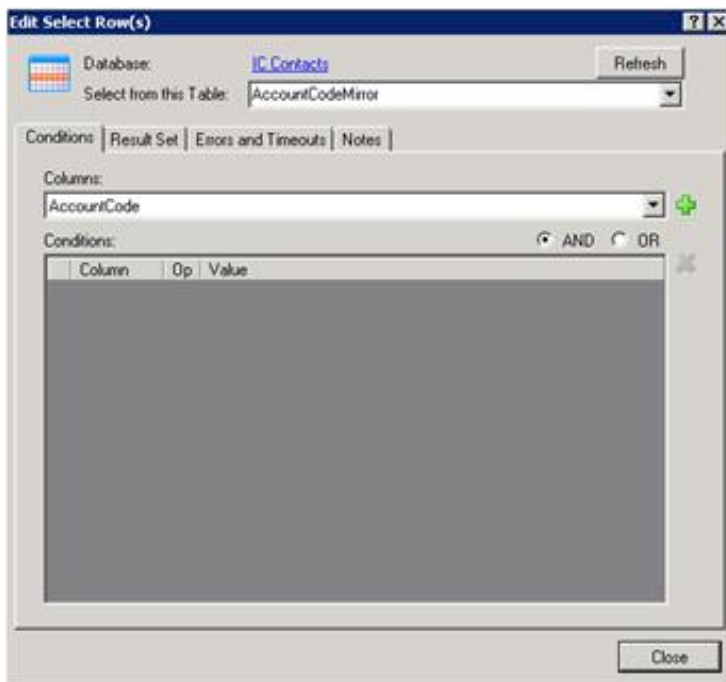 Edit Select Row(s)
Database: IC Contacts Refresh
Select from this Table: AccountCodeMirror
Conditions Result Set Errors and Timeouts Notes
Columns:
AccountCode
Conditions: AND OR
Column Op Value
Close